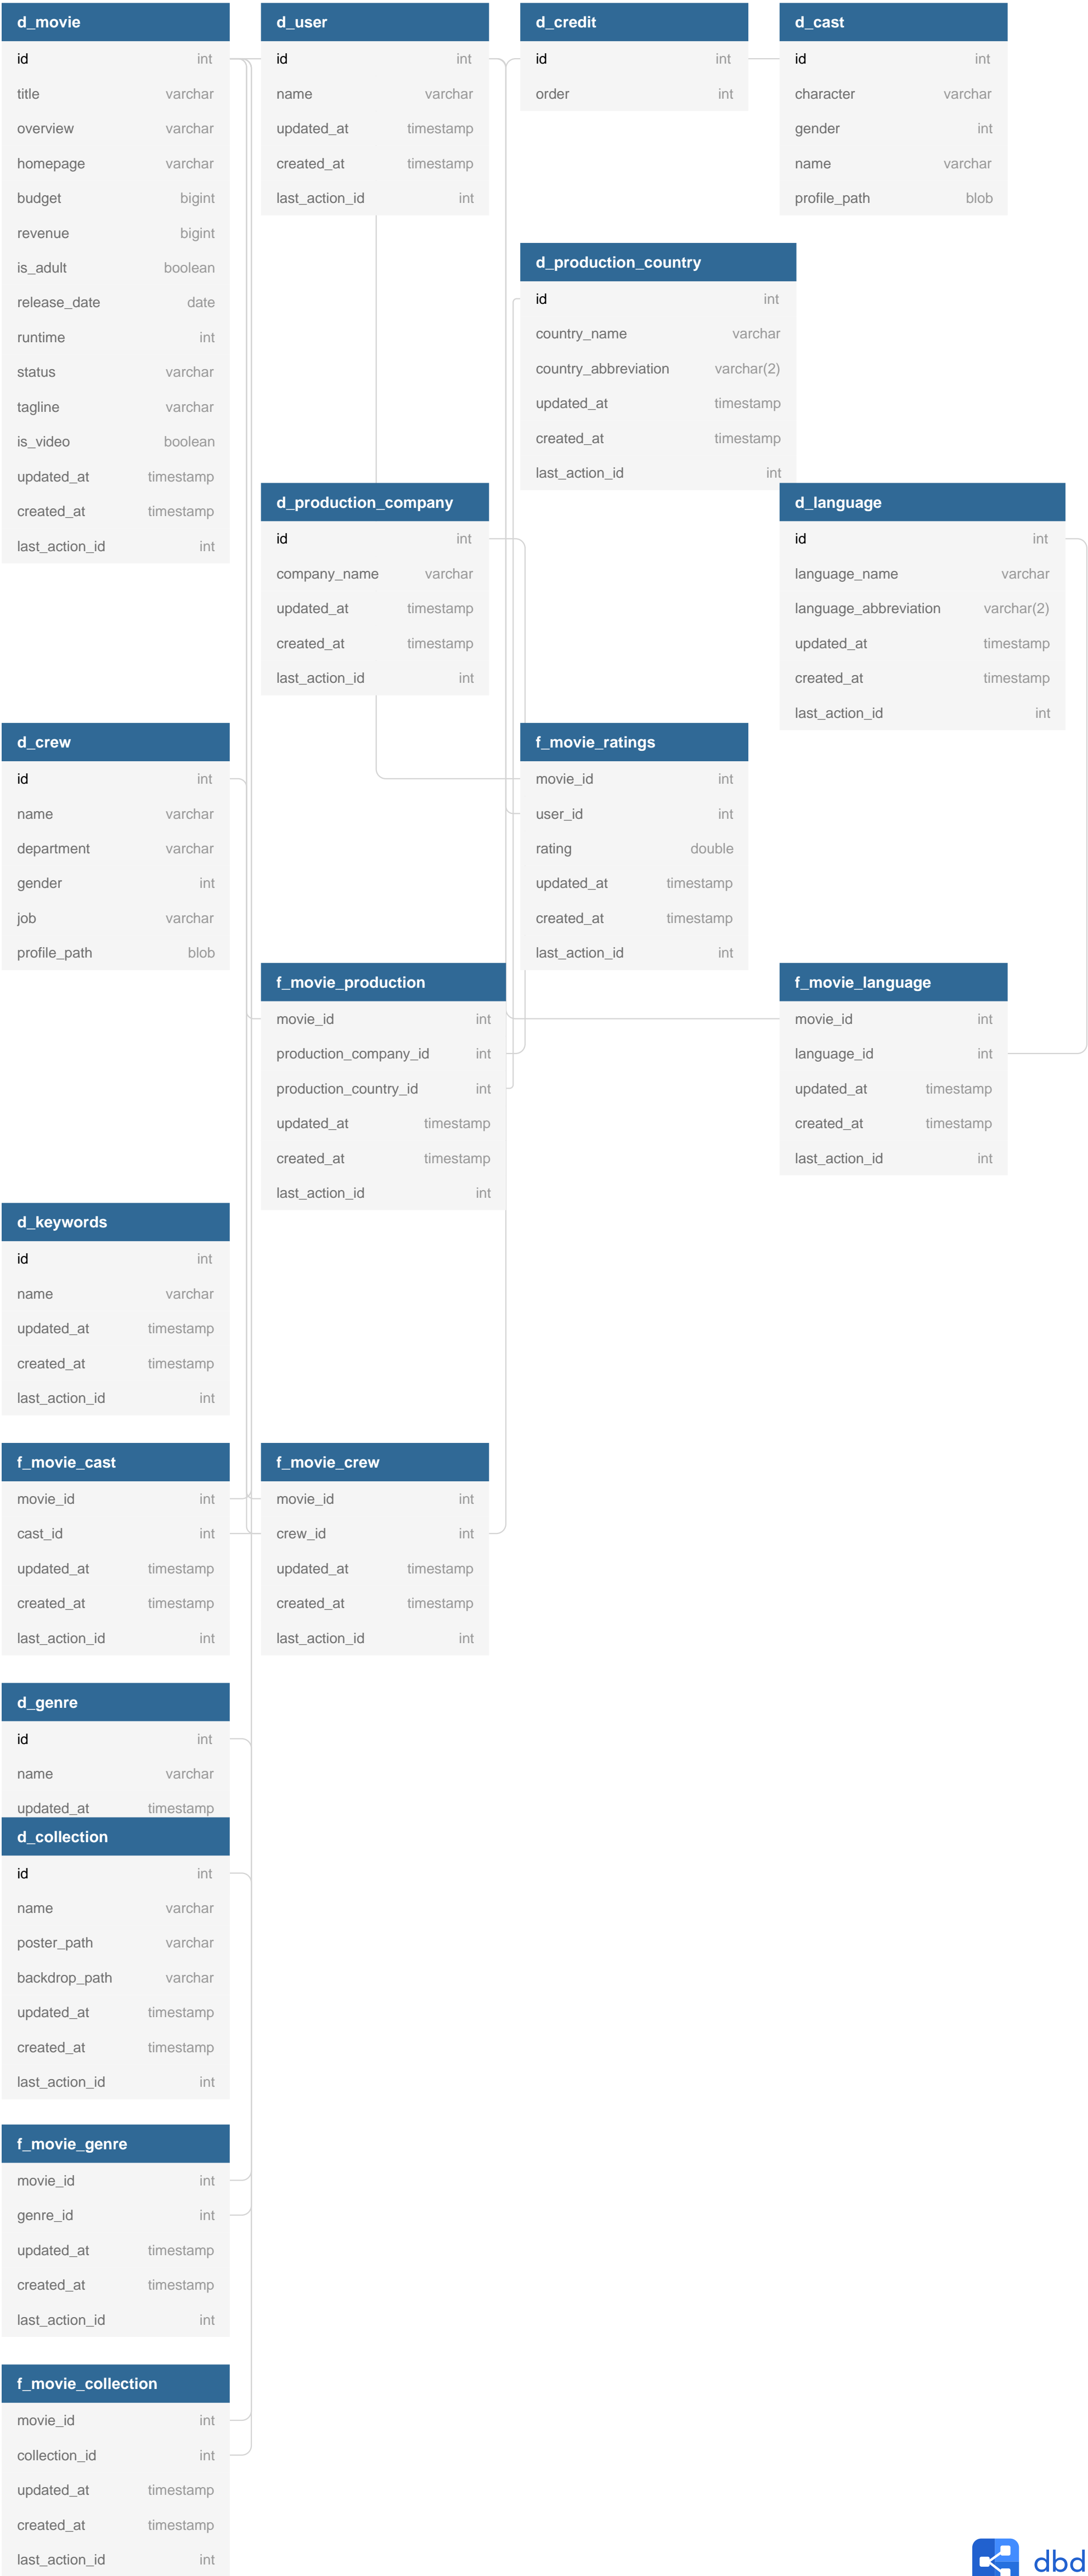 d_movie
id int
title varchar
overview varchar
homepage varchar
budget bigint
revenue bigint
is_adult boolean
release_date date
runtime int
status varchar
tagline varchar
is_video boolean
updated_at timestamp
created_at timestamp
last_action_id int
d_user
id int
name varchar
updated_at timestamp
created_at timestamp
last_action_id int
d_credit
id int
order int
d_cast
id int
character varchar
gender int
name varchar
profile_path blob
d_production_country
id int
country_name varchar
country_abbreviation varchar(2)
updated_at timestamp
created_at timestamp
last_action_id int
d_production_company
id int
company_name varchar
updated_at timestamp
created_at timestamp
last_action_id int
d_language
id int
language_name varchar
language_abbreviation varchar(2)
updated_at timestamp
created_at timestamp
last_action_id int
d_crew
id int
name varchar
department varchar
gender int
job varchar
profile_path blob
f_movie_ratings
movie_id int
user_id int
rating double
updated_at timestamp
created_at timestamp
last_action_id int
f_movie_production
movie_id int
production_company_id int
production_country_id int
updated_at timestamp
created_at timestamp
last_action_id int
f_movie_language
movie_id int
language_id int
updated_at timestamp
created_at timestamp
last_action_id int
d_keywords
id int
name varchar
updated_at timestamp
created_at timestamp
last_action_id int
f_movie_cast
movie_id int
cast_id int
updated_at timestamp
created_at timestamp
last_action_id int
f_movie_crew
movie_id int
crew_id int
updated_at timestamp
created_at timestamp
last_action_id int
d_genre
id int
name varchar
updated_at timestamp
d_collection
id int
name varchar
poster_path varchar
backdrop_path varchar
updated_at timestamp
created_at timestamp
last_action_id int
f_movie_genre
movie_id int
genre_id int
updated_at timestamp
created_at timestamp
last_action_id int
f_movie_collection
movie_id int
collection_id int
updated_at timestamp
created_at timestamp
last_action_id int
dbd